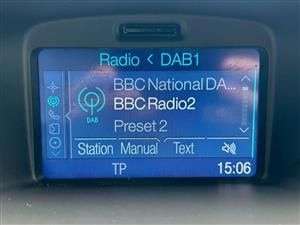 Radio < DAB1
BBC National DA...
BBC Radio2
DAB
Preset 2
Station Manual Text
TP 15:06